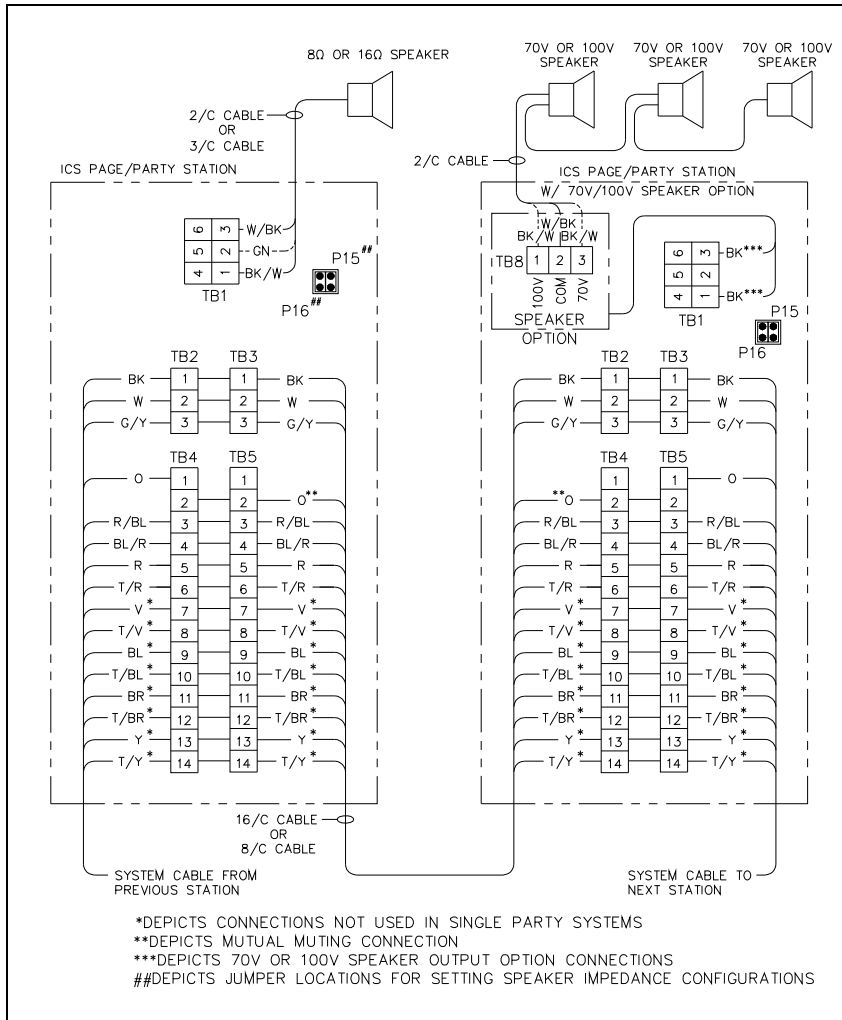 8Ω OR 16Ω SPEAKER
2/C CABLE
OR
3/C CABLE
ICS PAGE/PARTY STATION
6 3
5 2
4 1
W/BK
GN
BK/W
TB1
P15##
P16##
TB2 TB3
BK 1 1 BK
W 2 2 W
G/Y 3 3 G/Y
TB4 TB5
O 1 1
2 2 O**
R/BL 3 3 R/BL
BL/R 4 4 BL/R
R 5 5 R
T/R 6 6 T/R
V* 7 7 V*
T/V* 8 8 T/V*
BL* 9 9 BL*
T/BL* 10 10 T/BL*
BR* 11 11 BR*
T/BR* 12 12 T/BR*
Y* 13 13 Y*
T/Y* 14 14 T/Y*
16/C CABLE
OR
8/C CABLE
SYSTEM CABLE FROM
PREVIOUS STATION
70V OR 100V
SPEAKER
70V OR 100V
SPEAKER
70V OR 100V
SPEAKER
2/C CABLE
ICS PAGE/PARTY STATION
W/ 70V/100V SPEAKER OPTION
W/BK
BK/W BK/W
TB8 1 2 3
100V
COM
70V
SPEAKER
OPTION
6 3
5 2
4 1
BK***
BK***
TB1
P15
P16
TB2 TB3
BK 1 1 BK
W 2 2 W
G/Y 3 3 G/Y
TB4 TB5
1 1 O
**O 2 2
R/BL 3 3 R/BL
BL/R 4 4 BL/R
R 5 5 R
T/R 6 6 T/R
V* 7 7 V*
T/V* 8 8 T/V*
BL* 9 9 BL*
T/BL* 10 10 T/BL*
BR* 11 11 BR*
T/BR* 12 12 T/BR*
Y* 13 13 Y*
T/Y* 14 14 T/Y*
SYSTEM CABLE TO
NEXT STATION
*DEPICTS CONNECTIONS NOT USED IN SINGLE PARTY SYSTEMS
**DEPICTS MUTUAL MUTING CONNECTION
***DEPICTS 70V OR 100V SPEAKER OUTPUT OPTION CONNECTIONS
##DEPICTS JUMPER LOCATIONS FOR SETTING SPEAKER IMPEDANCE CONFIGURATIONS